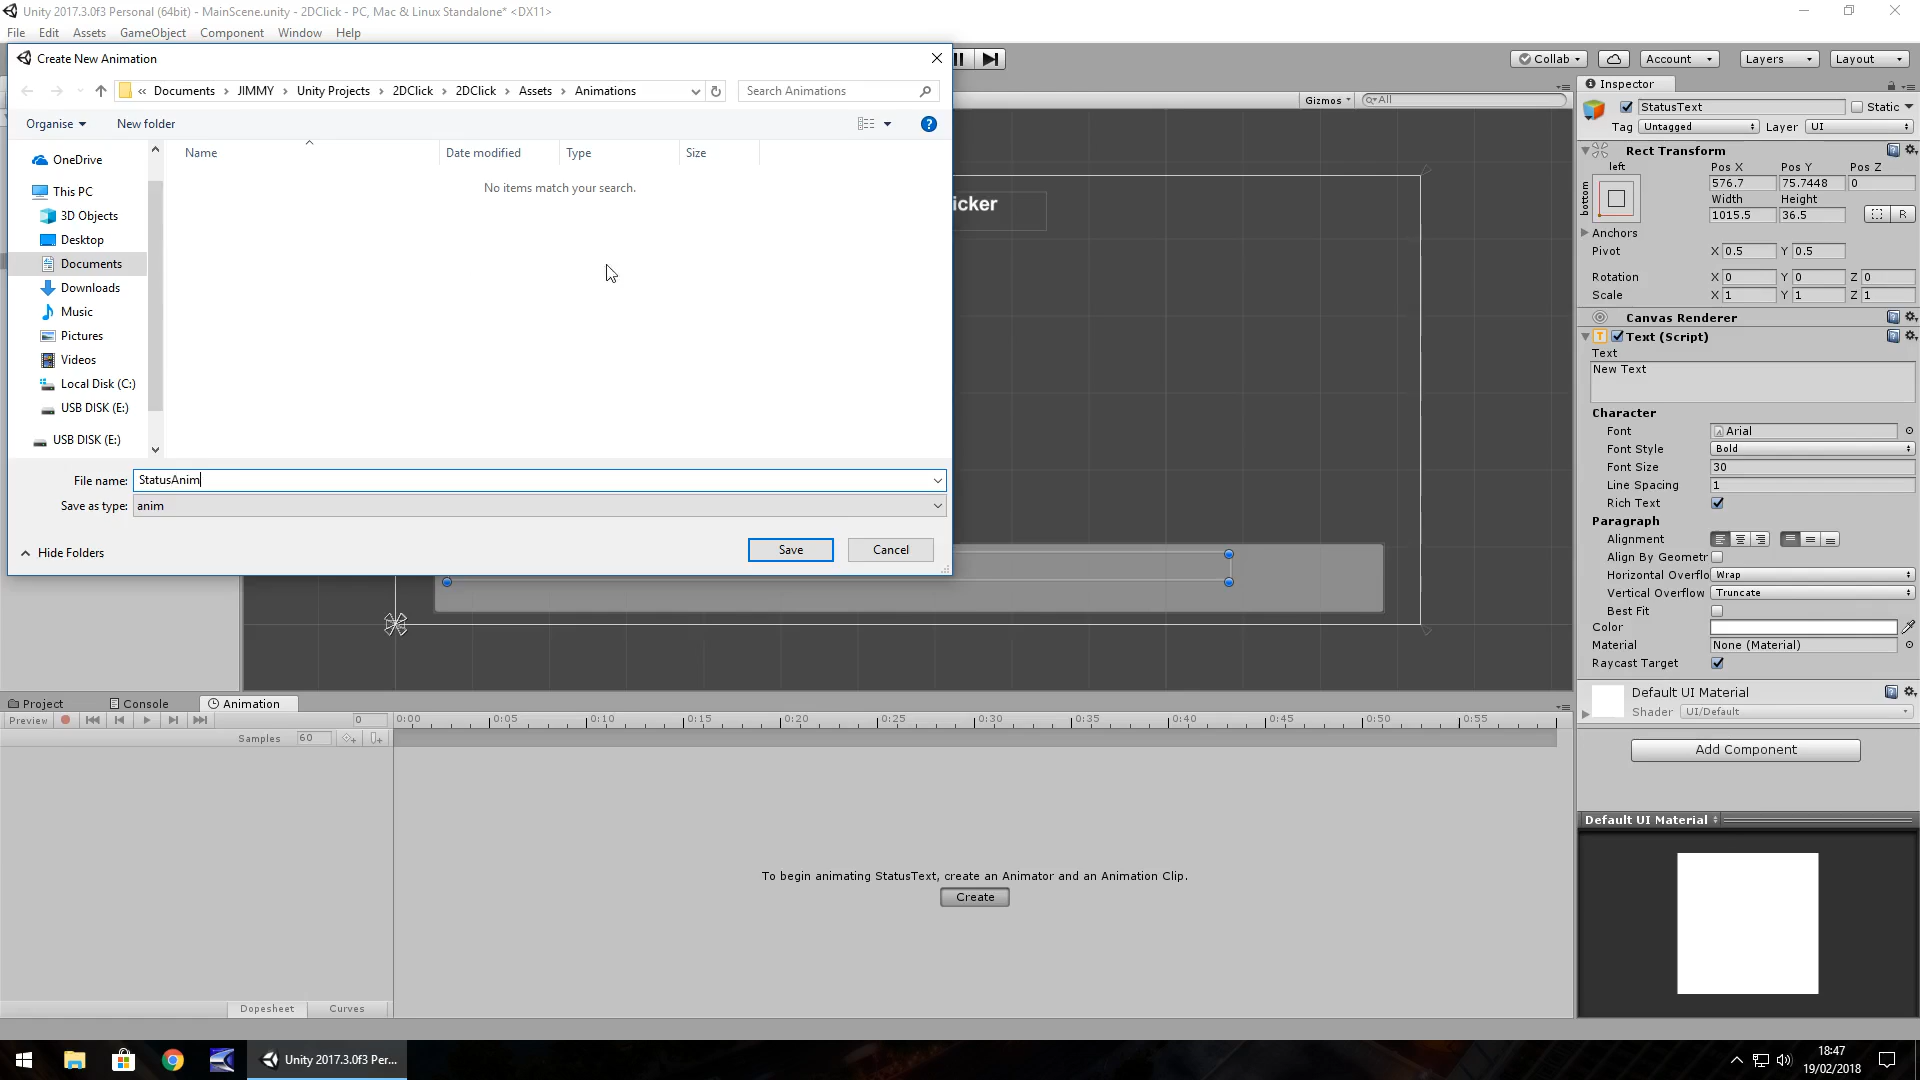 Unity 2017.3.0f3 Personal (64bit) - MainScene.unity - 2DClick - PC, Mac & Linux Standalone* <DX11>
File Edit Assets GameObject Component Window Help
Create New Animation
Collab Account Layers Layout
« Documents › JIMMY › Unity Projects › 2DClick › 2DClick › Assets › Animations
Search Animations
Organise New folder
Gizmos All
Inspector
StatusText Static
Tag Untagged Layer UI
Name Date modified Type Size
No items match your search.
OneDrive
This PC
3D Objects
Desktop
Documents
Downloads
Music
Pictures
Videos
Local Disk (C:)
USB DISK (E:)
USB DISK (E:)
File name: StatusAnim
Save as type: anim
Hide Folders
Save Cancel
icker
Rect Transform
left Pos X Pos Y Pos Z
bottom 576.7 75.7448 0
Width Height
1015.5 36.5 R
Anchors
Pivot X 0.5 Y 0.5
Rotation X 0 Y 0 Z 0
Scale X 1 Y 1 Z 1
Canvas Renderer
Text (Script)
Text
New Text
Character
Font Arial
Font Style Bold
Font Size 30
Line Spacing 1
Rich Text
Paragraph
Alignment
Align By Geometr
Horizontal Overflo Wrap
Vertical Overflow Truncate
Best Fit
Color
Material None (Material)
Raycast Target
Default UI Material
Shader UI/Default
Add Component
Default UI Material
Project Console Animation
Preview 0 0:00 0:05 0:10 0:15 0:20 0:25 0:30 0:35 0:40 0:45 0:50 0:55
Samples 60
To begin animating StatusText, create an Animator and an Animation Clip.
Create
Dopesheet Curves
Unity 2017.3.0f3 Per...
18:47
19/02/2018